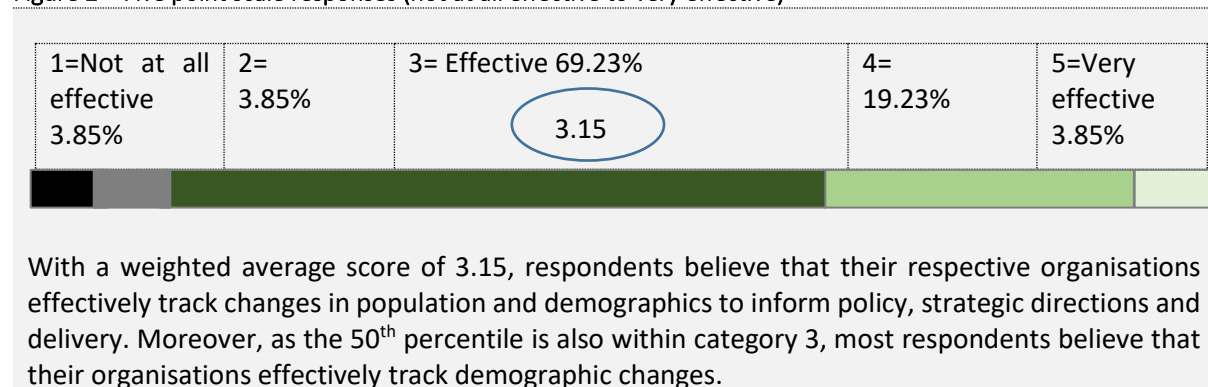 1=Not at all effective 3.85%
2= 3.85%
3= Effective 69.23%
3.15
4= 19.23%
5=Very effective 3.85%
With a weighted average score of 3.15, respondents believe that their respective organisations
effectively track changes in population and demographics to inform policy, strategic directions and
delivery. Moreover, as the 50th percentile is also within category 3, most respondents believe that
their organisations effectively track demographic changes.